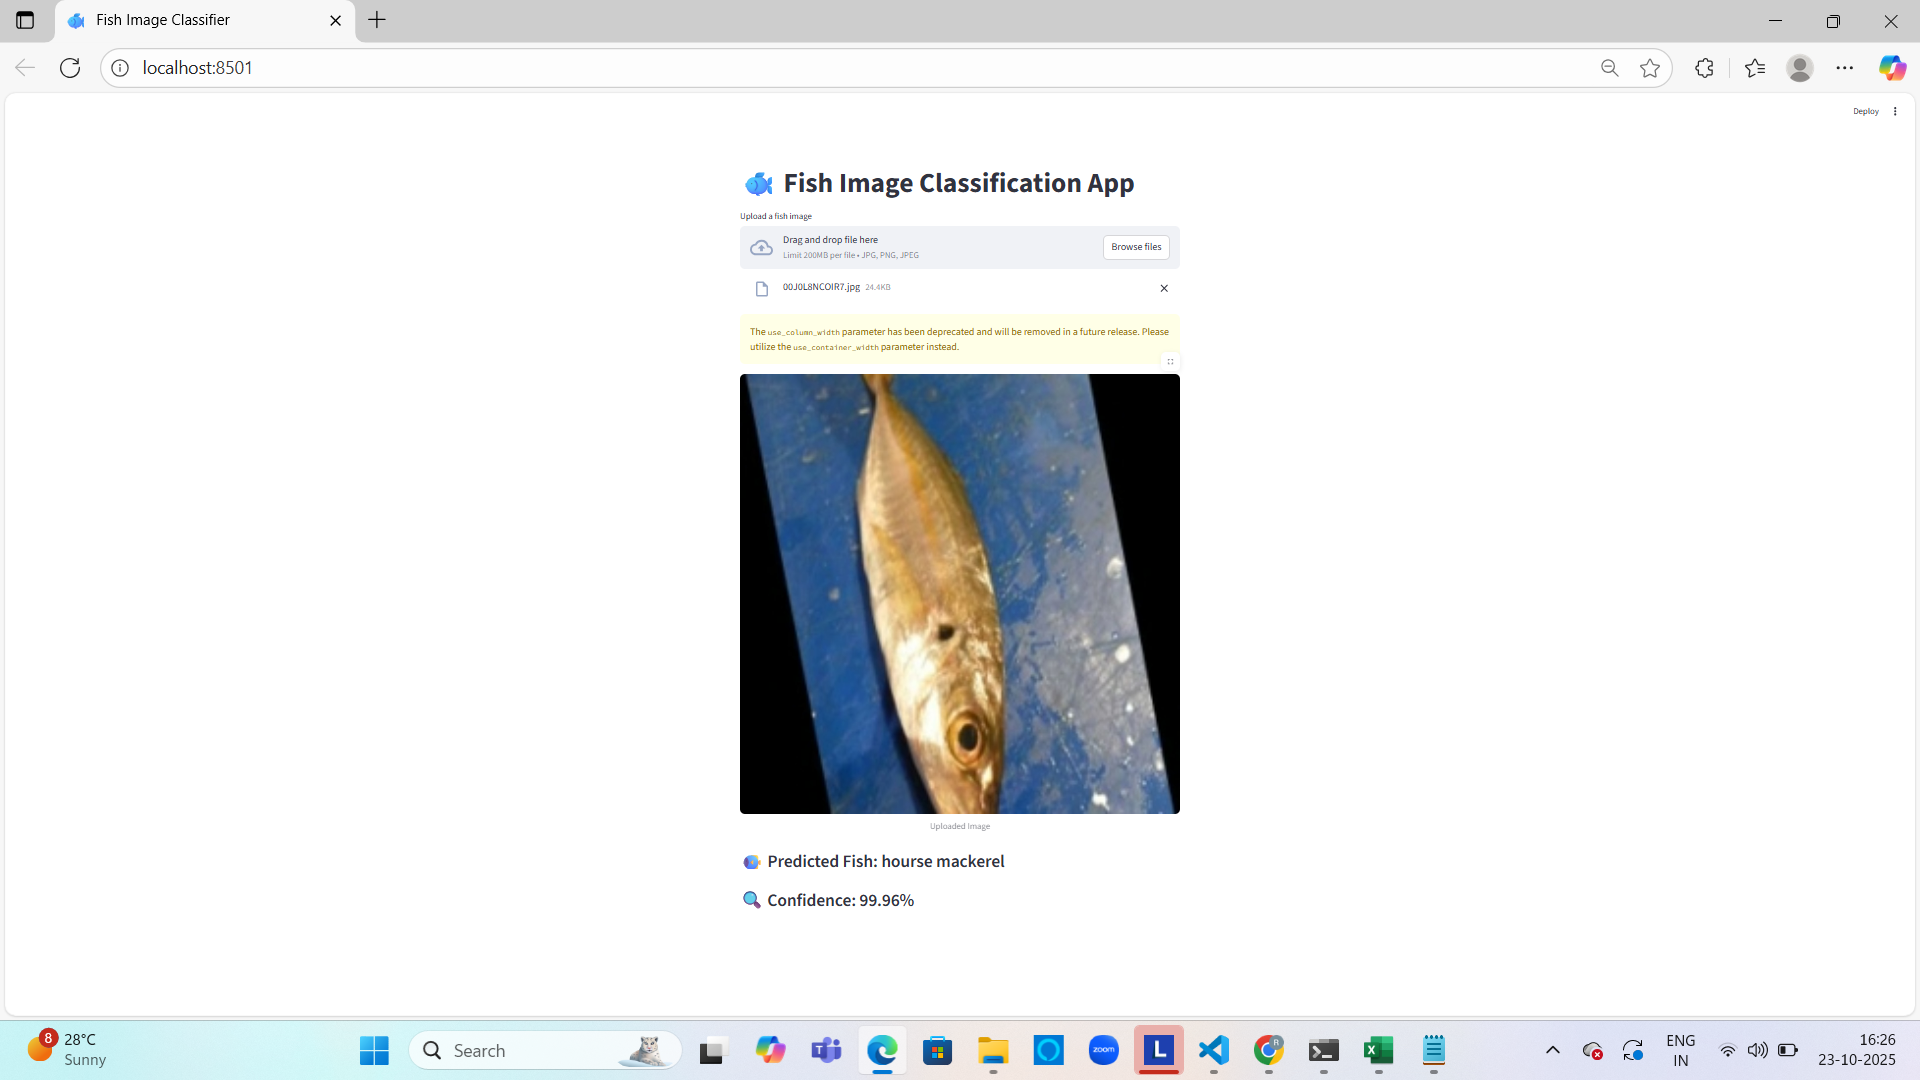 Fish Image Classifier
localhost:8501
Deploy
Fish Image Classification App
Upload a fish image
Drag and drop file here
Limit 200MB per file • JPG, PNG, JPEG
Browse files
00J0L8NCOIR7.jpg 24.4KB
The use_column_width parameter has been deprecated and will be removed in a future release. Please
utilize the use_container_width parameter instead.
Uploaded Image
Predicted Fish: hourse mackerel
Confidence: 99.96%
8
28°C
Sunny
Search
zoom
L
R
ENG
IN
16:26
23-10-2025